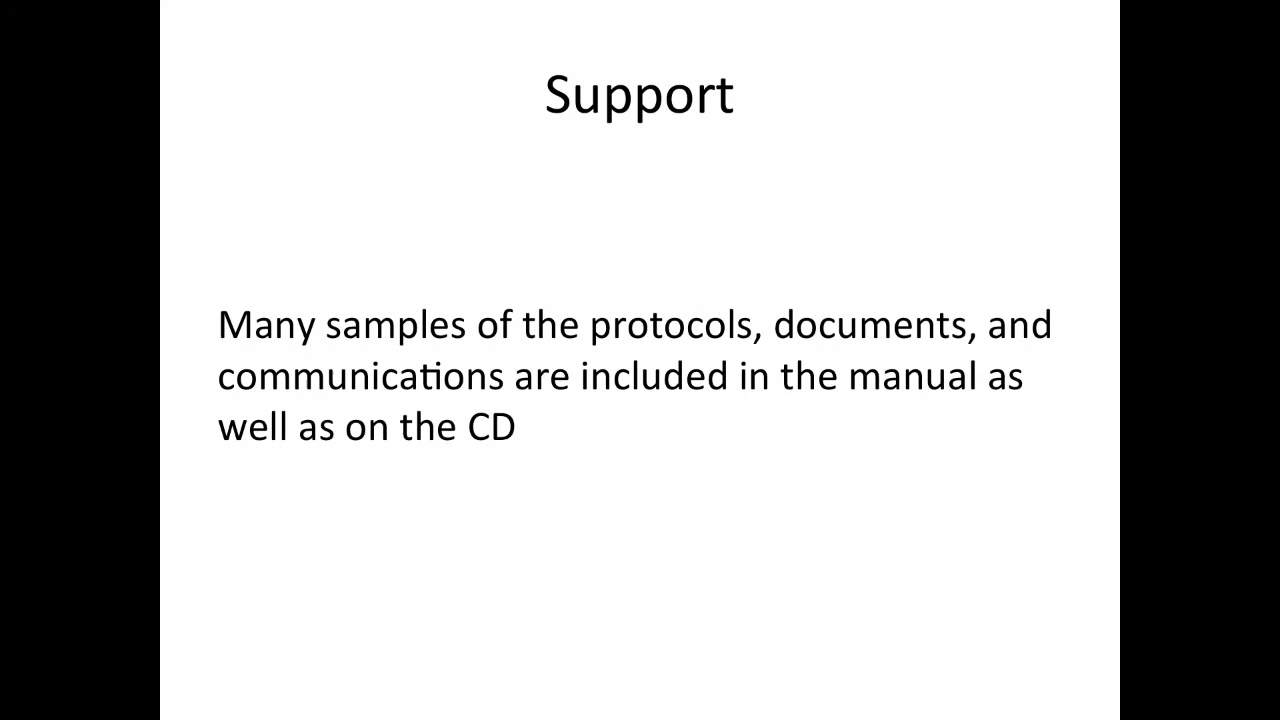 Support
Many samples of the protocols, documents, and
communications are included in the manual as
well as on the CD